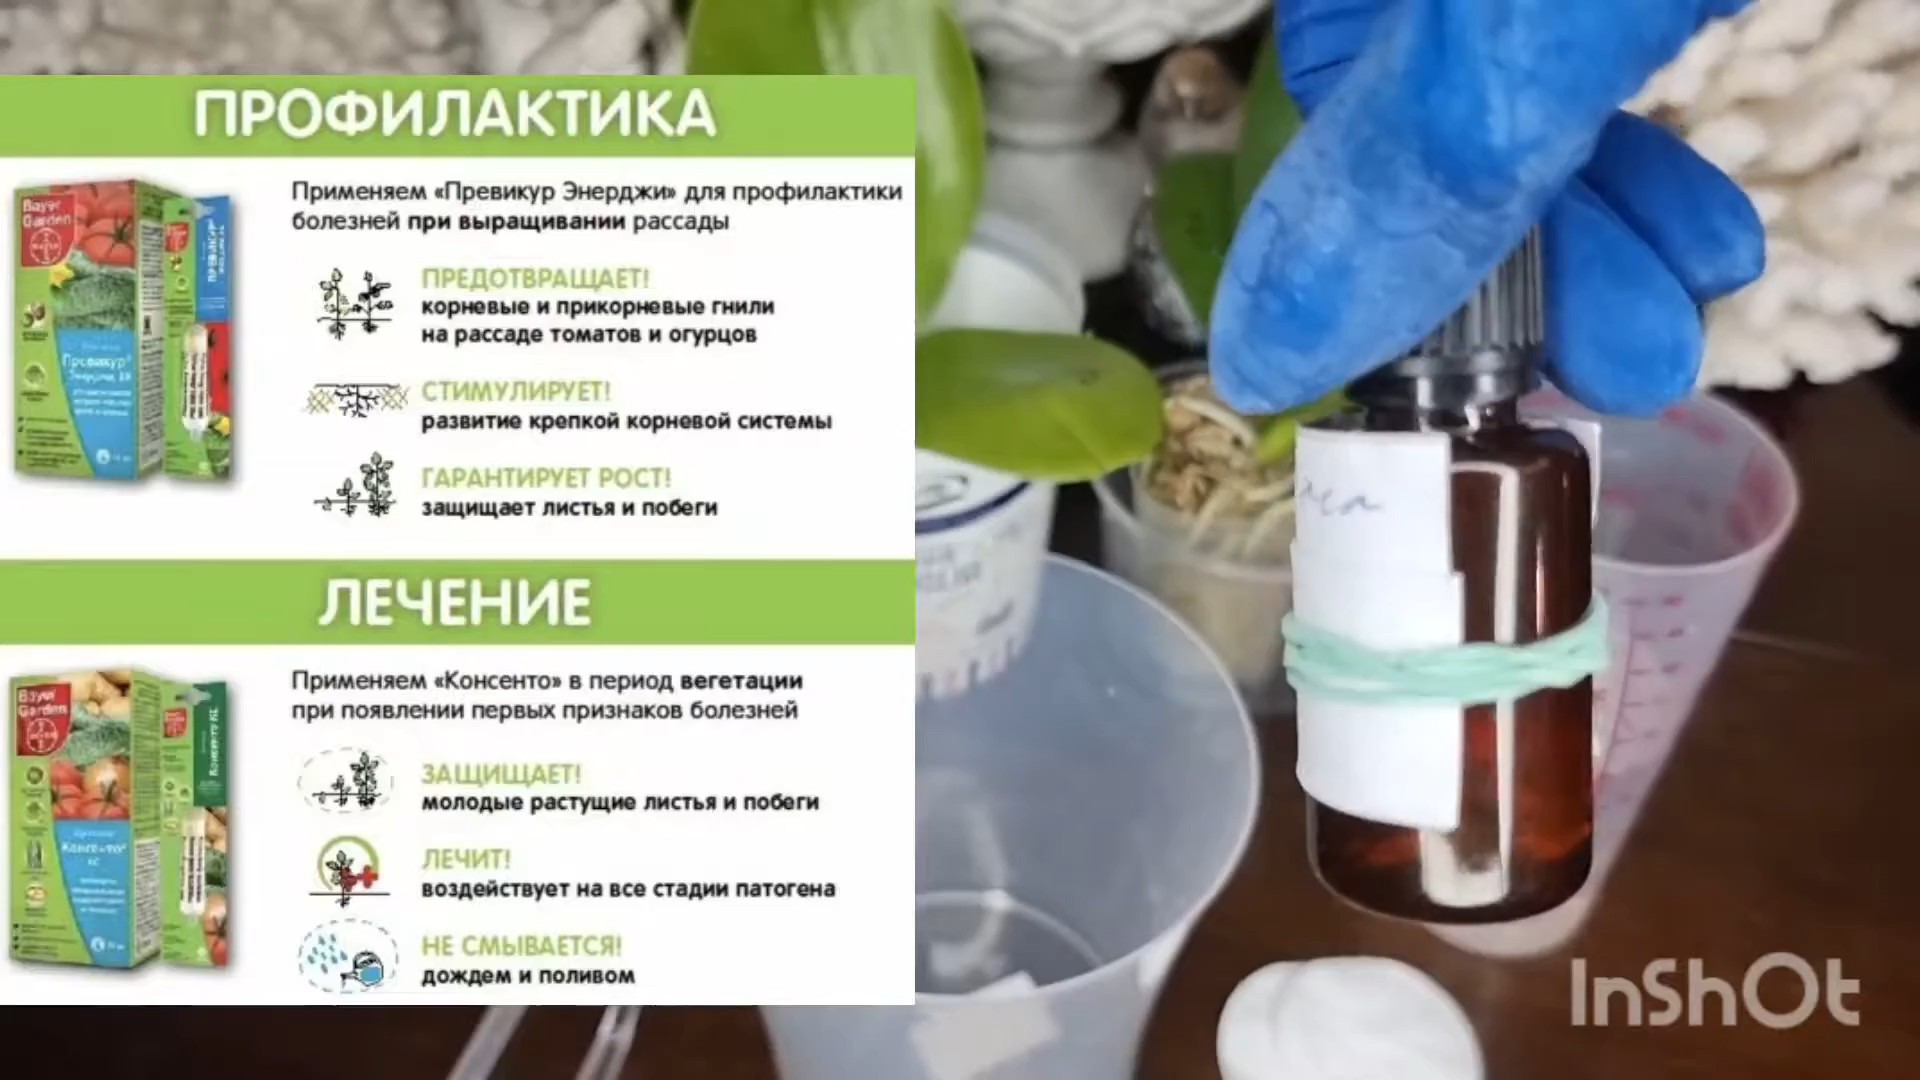 ПРОФИЛАКТИКА
Применяем «Превикур Энерджи» для профилактики
болезней при выращивании рассады
ПРЕДОТВРАЩАЕТ!
корневые и прикорневые гнили
на рассаде томатов и огурцов
СТИМУЛИРУЕТ!
развитие крепкой корневой системы
ГАРАНТИРУЕТ РОСТ!
защищает листья и побеги
Bayer
Garden
Превикур
ЛЕЧЕНИЕ
Применяем «Консенто» в период вегетации
при появлении первых признаков болезней
ЗАЩИЩАЕТ!
молодые растущие листья и побеги
ЛЕЧИТ!
воздействует на все стадии патогена
НЕ СМЫВАЕТСЯ!
дождем и поливом
Bayer
Garden
Консенто
InShOt